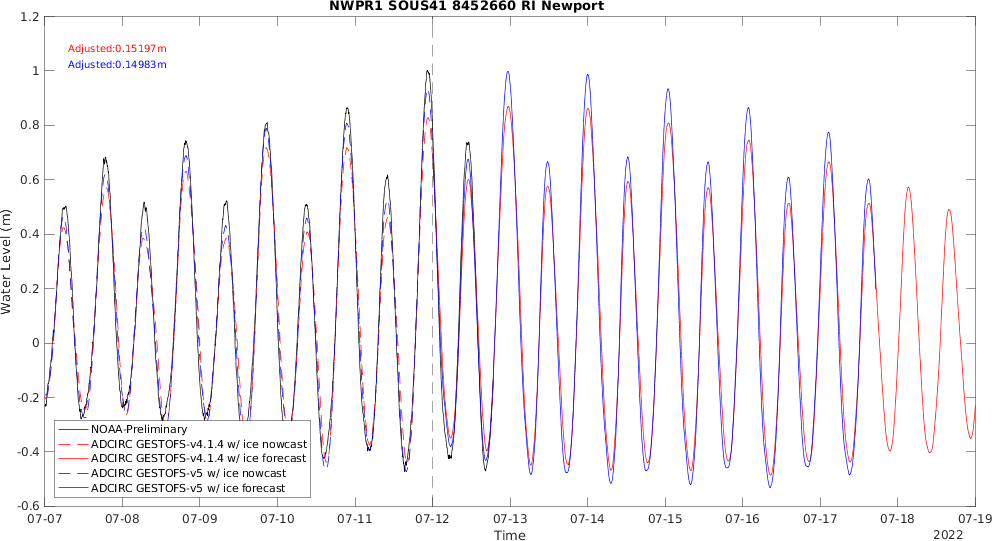 NWPR1 SOUS41 8452660 RI Newport
Adjusted:0.15197m
Adjusted:0.14983m
Water Level (m)
1.2
1
0.8
0.6
0.4
0.2
0
-0.2
-0.4
-0.6
NOAA-Preliminary
ADCIRC GESTOFS-v4.1.4 w/ ice nowcast
ADCIRC GESTOFS-v4.1.4 w/ ice forecast
ADCIRC GESTOFS-v5 w/ ice nowcast
ADCIRC GESTOFS-v5 w/ ice forecast
07-07 07-08 07-09 07-10 07-11 07-12 07-13 07-14 07-15 07-16 07-17 07-18 07-19
Time
2022